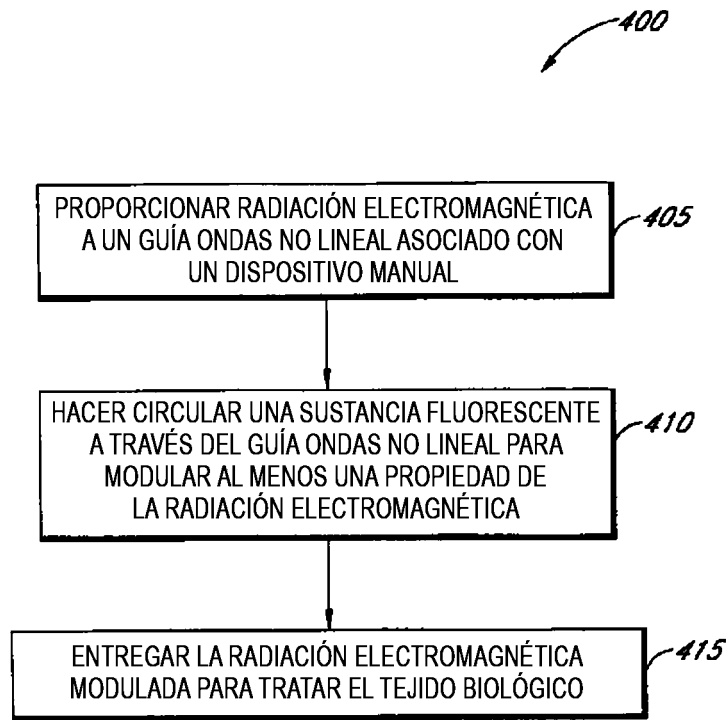 400
PROPORCIONAR RADIACIÓN ELECTROMAGNÉTICA
A UN GUÍA ONDAS NO LINEAL ASOCIADO CON
UN DISPOSITIVO MANUAL
405
HACER CIRCULAR UNA SUSTANCIA FLUORESCENTE
A TRAVÉS DEL GUÍA ONDAS NO LINEAL PARA
MODULAR AL MENOS UNA PROPIEDAD DE
LA RADIACIÓN ELECTROMAGNÉTICA
410
ENTREGAR LA RADIACIÓN ELECTROMAGNÉTICA
MODULADA PARA TRATAR EL TEJIDO BIOLÓGICO
415